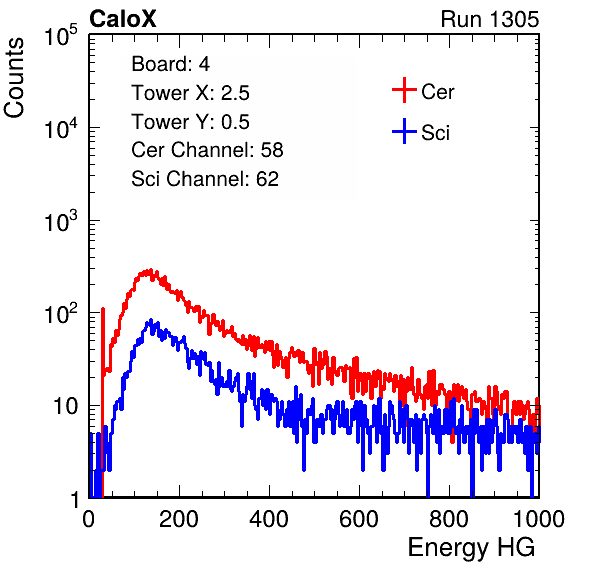 CaloX Run 1305
Counts
10^5
10^4
10^3
10^2
10
1
Board: 4
Tower X: 2.5
Tower Y: 0.5
Cer Channel: 58
Sci Channel: 62
Cer
Sci
0 200 400 600 800 1000
Energy HG